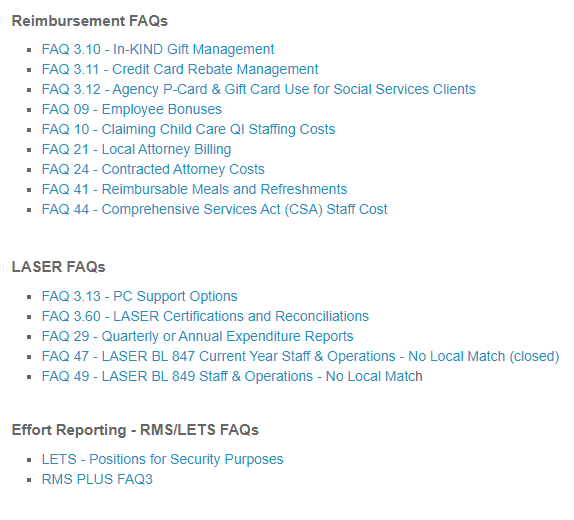 Reimbursement FAQs
FAQ 3.10 - In-KIND Gift Management
FAQ 3.11 - Credit Card Rebate Management
FAQ 3.12 - Agency P-Card & Gift Card Use for Social Services Clients
FAQ 09 - Employee Bonuses
FAQ 10 - Claiming Child Care QI Staffing Costs
FAQ 21 - Local Attorney Billing
FAQ 24 - Contracted Attorney Costs
FAQ 41 - Reimbursable Meals and Refreshments
FAQ 44 - Comprehensive Services Act (CSA) Staff Cost
LASER FAQs
FAQ 3.13 - PC Support Options
FAQ 3.60 - LASER Certifications and Reconciliations
FAQ 29 - Quarterly or Annual Expenditure Reports
FAQ 47 - LASER BL 847 Current Year Staff & Operations - No Local Match (closed)
FAQ 49 - LASER BL 849 Staff & Operations - No Local Match
Effort Reporting - RMS/LETS FAQs
LETS - Positions for Security Purposes
RMS PLUS FAQ3